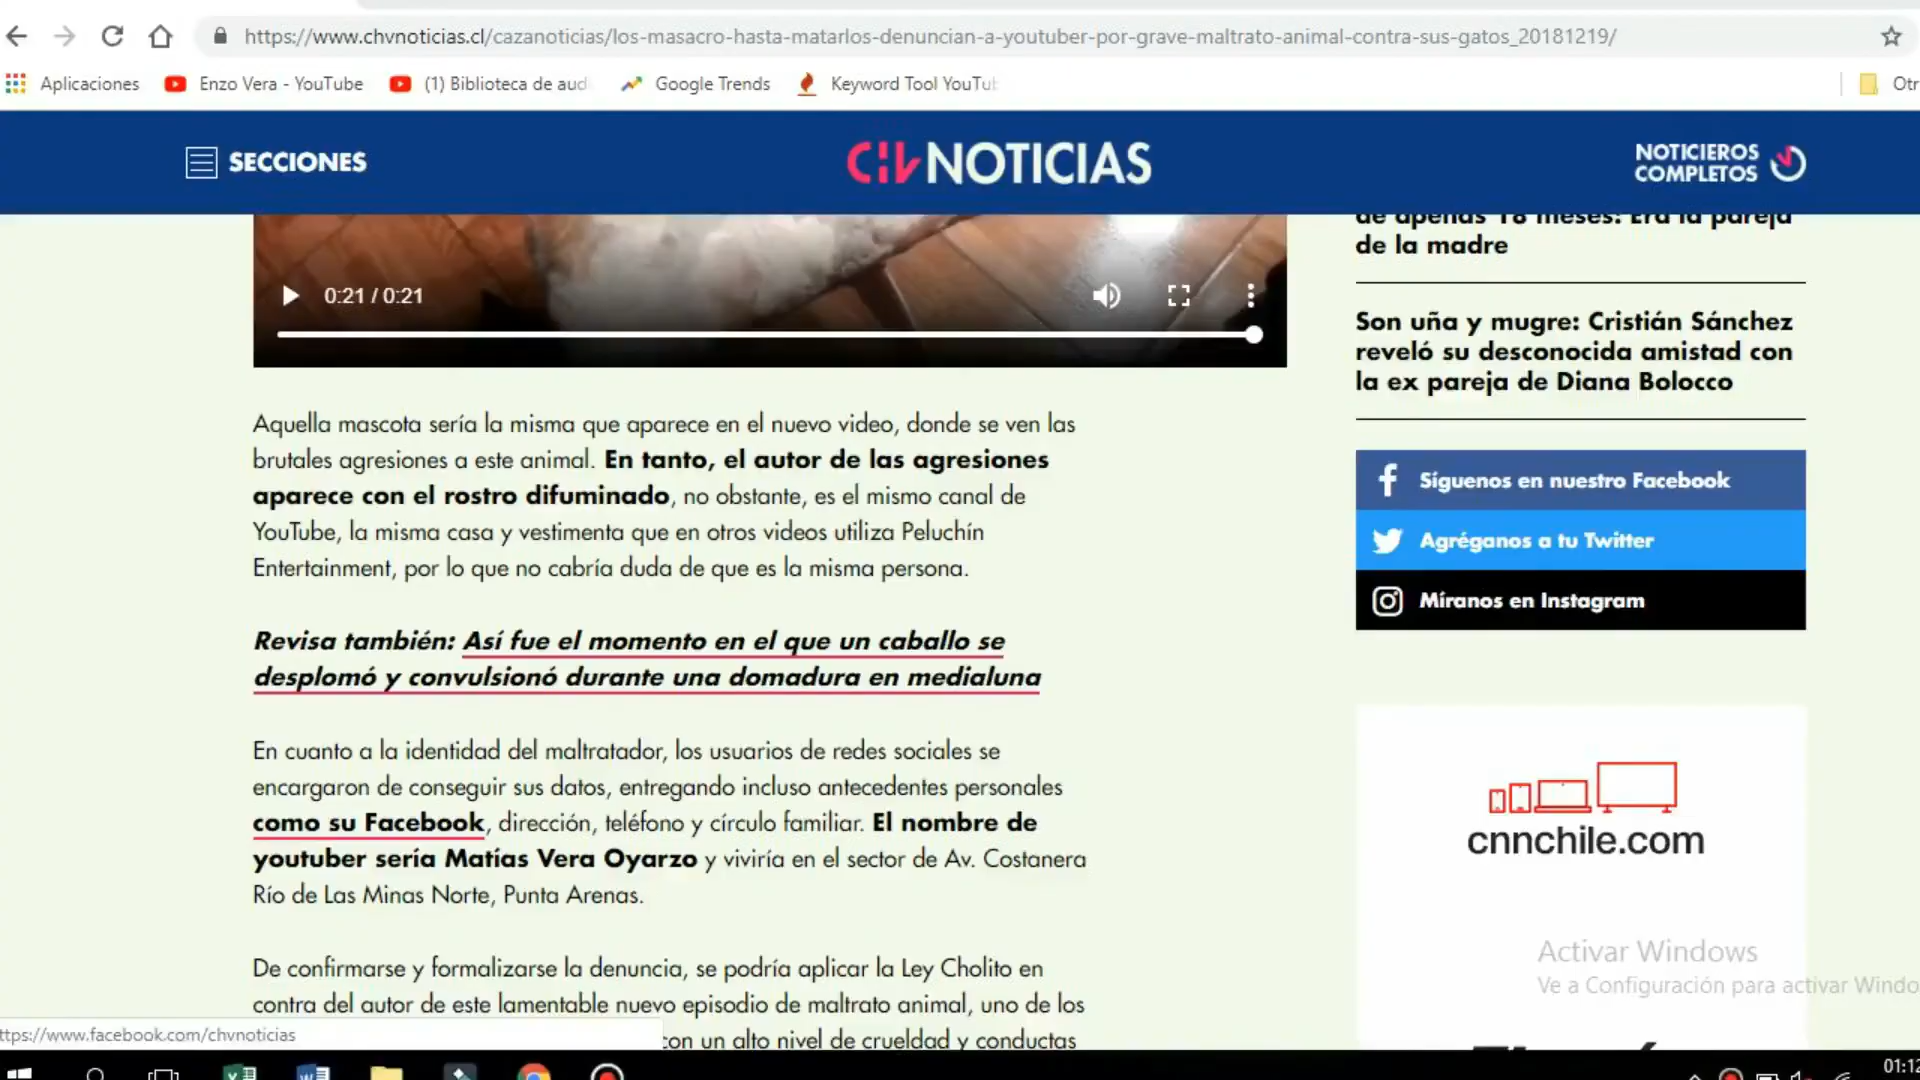 https://www.chvnoticias.cl/cazanoticias/los-masacro-hasta-matarlos-denuncian-a-youtuber-por-grave-maltrato-animal-contra-sus-gatos_20181219/
Aplicaciones
Enzo Vera - YouTube
(1) Biblioteca de aud
Google Trends
Keyword Tool YouTu
Otr
SECCIONES
CHV NOTICIAS
NOTICIEROS
COMPLETOS
de apenas 18 meses: Era la pareja
de la madre
0:21 / 0:21
Son uña y mugre: Cristián Sánchez
reveló su desconocida amistad con
la ex pareja de Diana Bolocco
Aquella mascota sería la misma que aparece en el nuevo video, donde se ven las
brutales agresiones a este animal. En tanto, el autor de las agresiones
aparece con el rostro difuminado, no obstante, es el mismo canal de
YouTube, la misma casa y vestimenta que en otros videos utiliza Peluchín
Entertainment, por lo que no cabría duda de que es la misma persona.
Síguenos en nuestro Facebook
Agréganos a tu Twitter
Míranos en Instagram
Revisa también: Así fue el momento en el que un caballo se
desplomó y convulsionó durante una domadura en medialuna
En cuanto a la identidad del maltratador, los usuarios de redes sociales se
encargaron de conseguir sus datos, entregando incluso antecedentes personales
como su Facebook, dirección, teléfono y círculo familiar. El nombre de
youtuber sería Matías Vera Oyarzo y viviría en el sector de Av. Costanera
Río de Las Minas Norte, Punta Arenas.
cnnchile.com
De confirmarse y formalizarse la denuncia, se podría aplicar la Ley Cholito en
contra del autor de este lamentable nuevo episodio de maltrato animal, uno de los
con un alto nivel de crueldad y conductas
Activar Windows
Ve a Configuración para activar Windo
ttps://www.facebook.com/chvnoticias
01:12